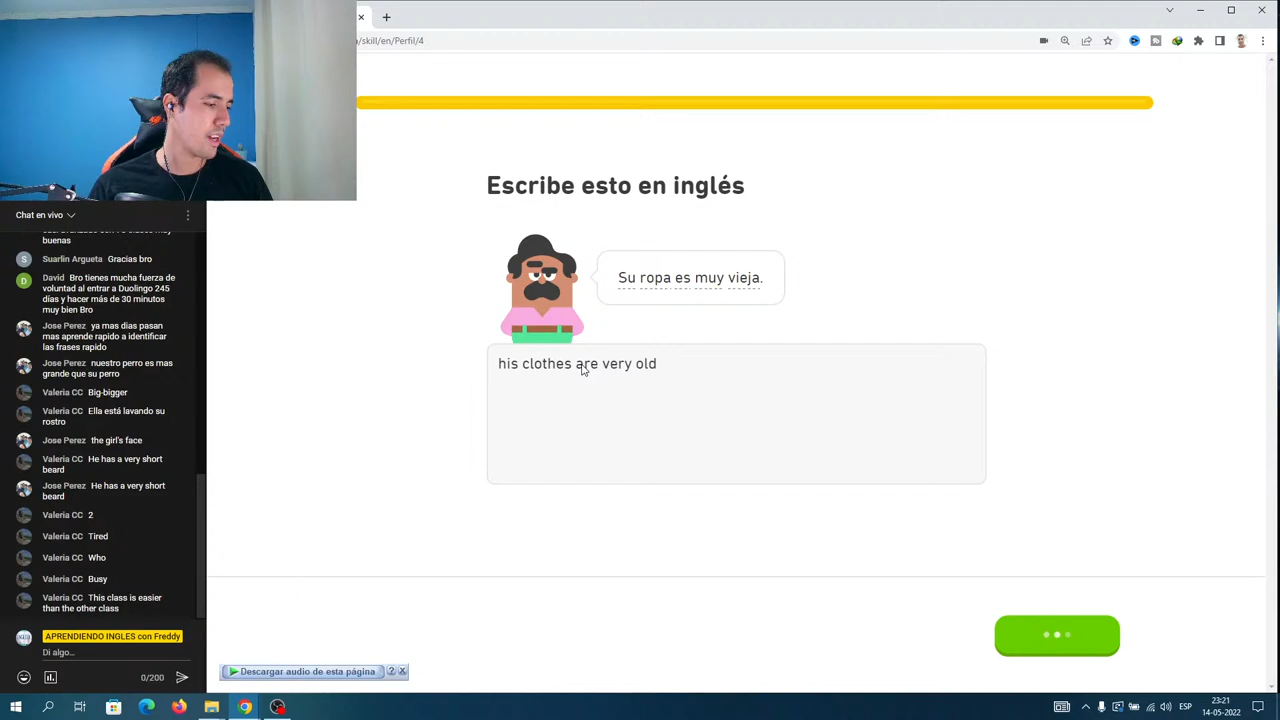 /skill/en/Perfil/4
Escribe esto en inglés
Su ropa es muy vieja.
his clothes are very old
Chat en vivo
buenas
Suarlin Argueta Gracias bro
David Bro tienes mucha fuerza de
voluntal al entrar a Duolingo 245
días y hacer más de 30 minutos
muy bien Bro
Jose Perez ya mas dias pasan
mas aprende rapido a identificar
las frases rapido
Jose Perez nuestro perro es mas
grande que su perro
Valeria CC Big-bigger
Valeria CC Ella está lavando su
rostro
Jose Perez the girl's face
Valeria CC He has a very short
beard
Jose Perez He has a very short
beard
Valeria CC 2
Valeria CC Tired
Valeria CC Who
Valeria CC Busy
Valeria CC This class is easier
than the other class
APRENDIENDO INGLES con Freddy
Di algo...
0/200
Descargar audio de esta página
?
ESP
23:21
14-05-2022